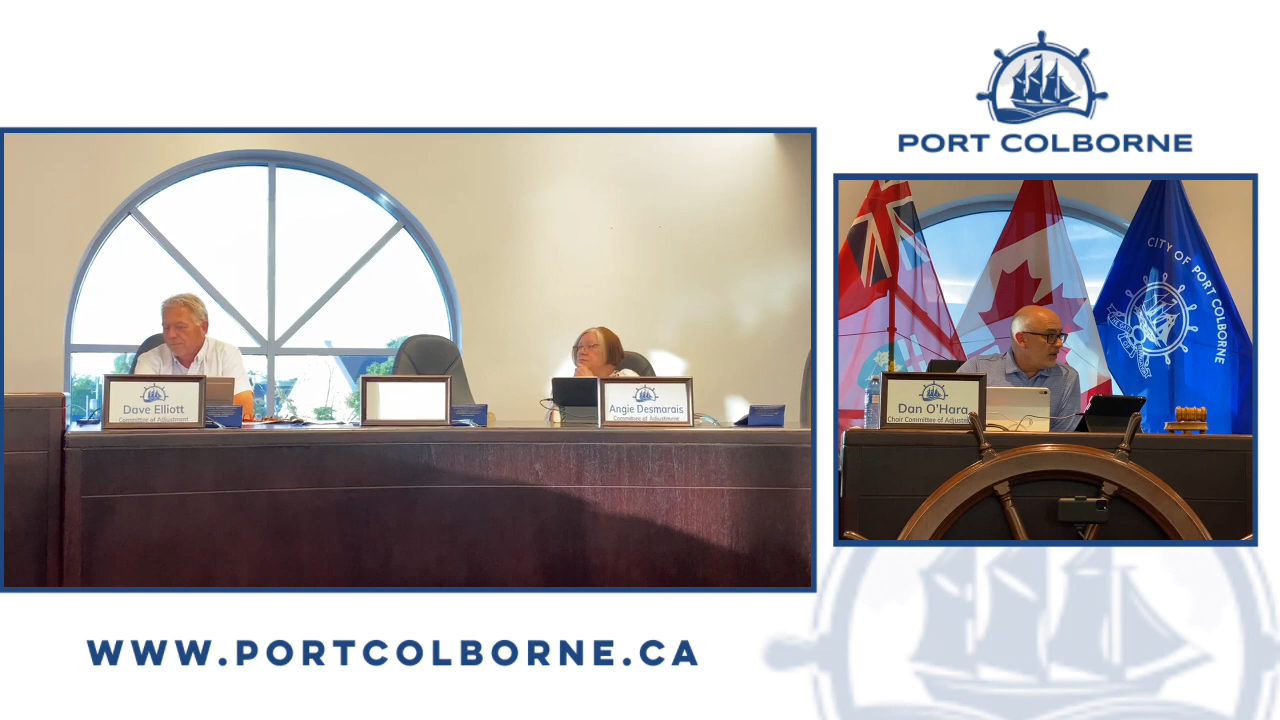 PORT COLBORNE
CITY OF PORT COLBORNE
Dave Elliott
Committee of Adjustment
Angie Desmarais
Committee of Adjustment
Dan O'Hara
Chair Committee of Adjustm
WWW.PORTCOLBORNE.CA